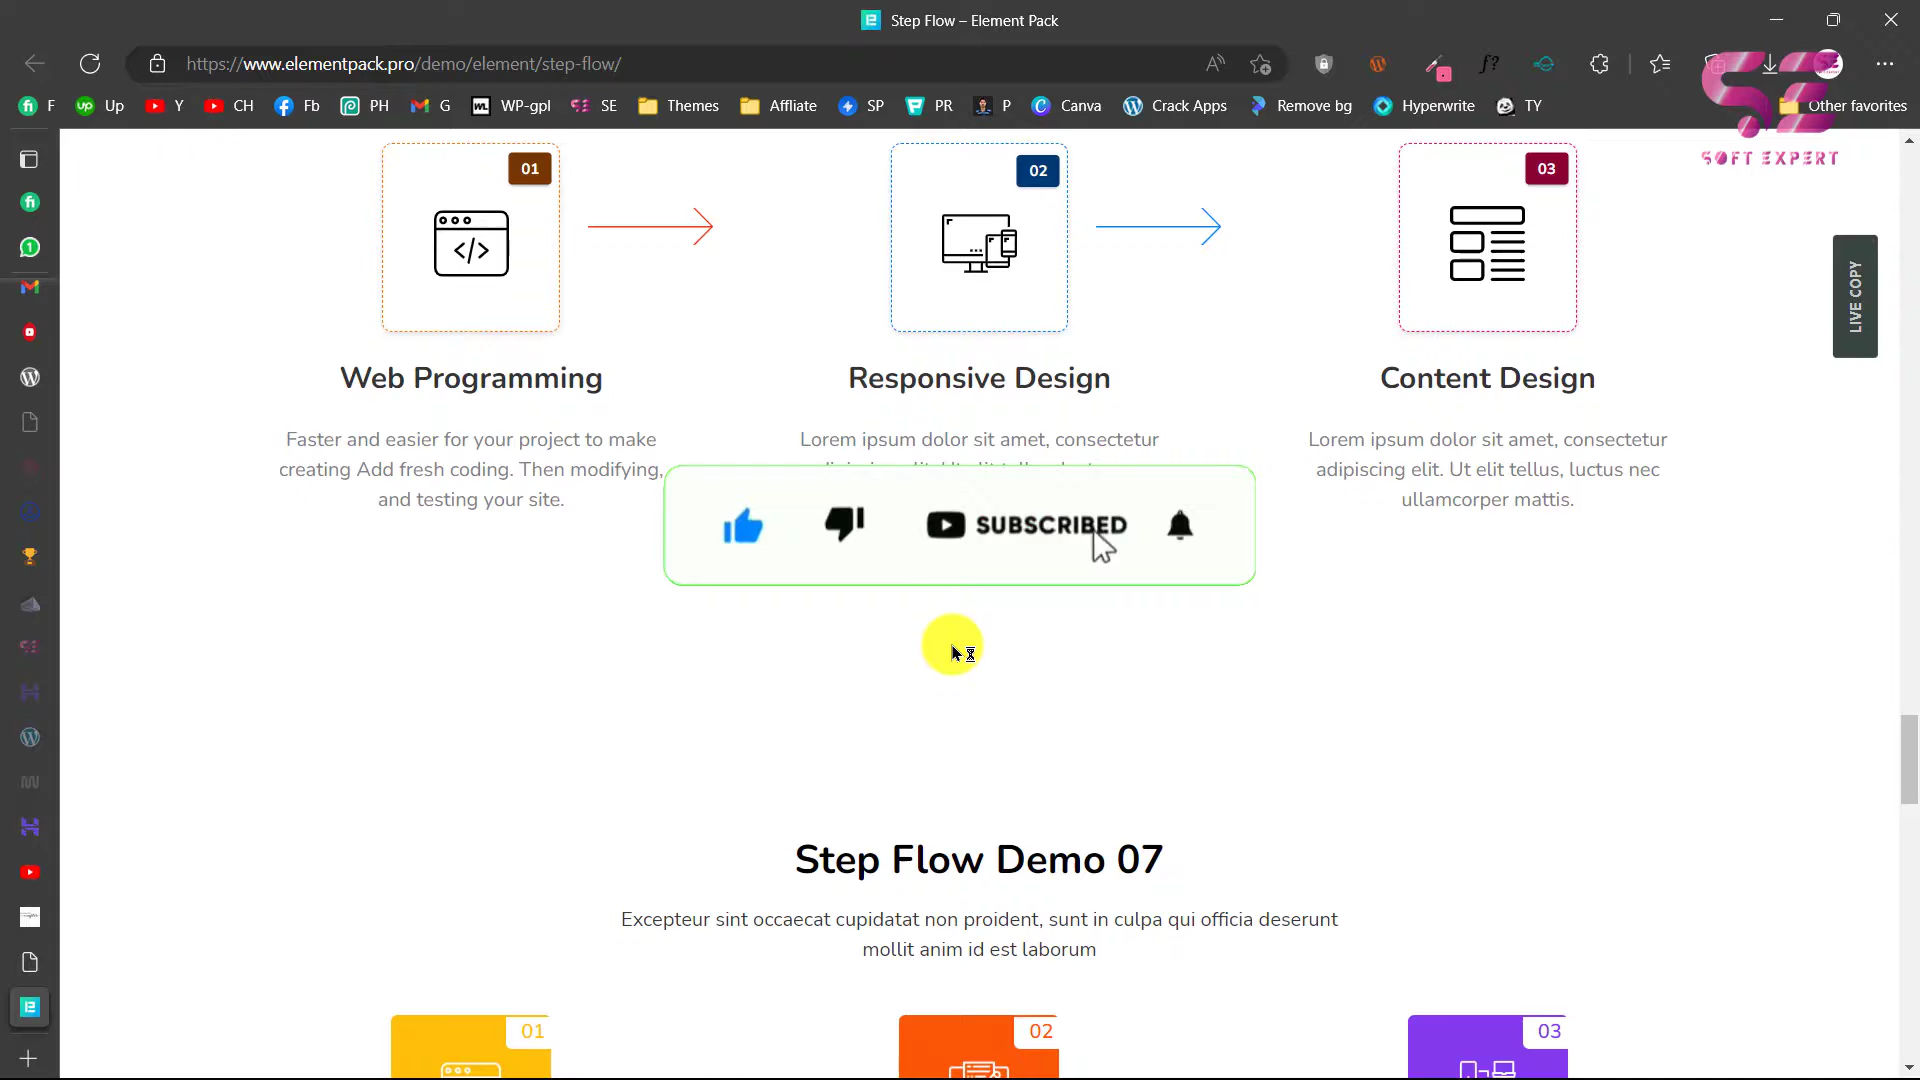 Step Flow – Element Pack
https://www.elementpack.pro/demo/element/step-flow/
F Up Y CH Fb PH G WP-gpl SE Themes Affliate SP PR P Canva Crack Apps Remove bg Hyperwrite TY Other favorites
SOFT EXPERT
01
02
03
LIVE COPY
Web Programming
Responsive Design
Content Design
Faster and easier for your project to make
creating Add fresh coding. Then modifying,
and testing your site.
Lorem ipsum dolor sit amet, consectetur
Lorem ipsum dolor sit amet, consectetur
adipiscing elit. Ut elit tellus, luctus nec
ullamcorper mattis.
SUBSCRIBED
Step Flow Demo 07
Excepteur sint occaecat cupidatat non proident, sunt in culpa qui officia deserunt
mollit anim id est laborum
01
02
03